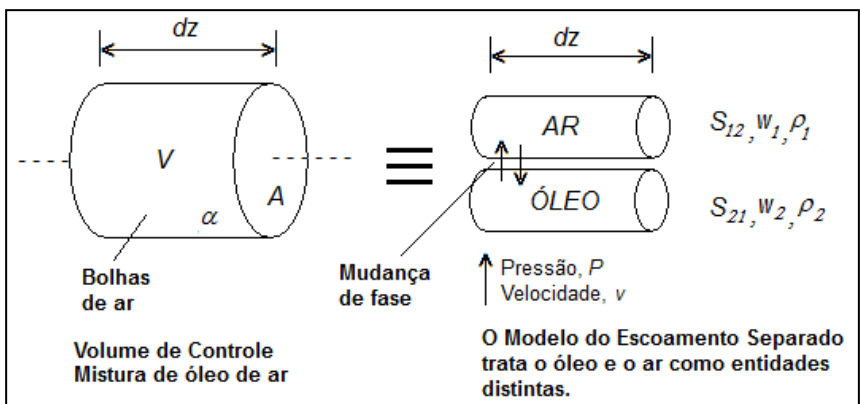 dz
V
A
α
Bolhas
de ar
Volume de Controle
Mistura de óleo de ar
dz
AR
S12,w1,ρ1
ÓLEO
S21,w2,ρ2
Mudança
de fase
Pressão, P
Velocidade, v
O Modelo do Escoamento Separado
trata o óleo e o ar como entidades
distintas.